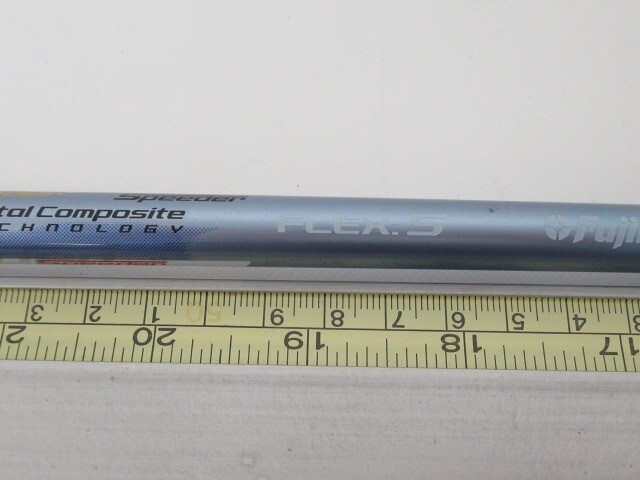 Speeder
tal Composite
CHNOLOGY
FLEX: S
Fuji
3 2 1 50 9 8 7 6 5 4 3
2 20 19 18 17